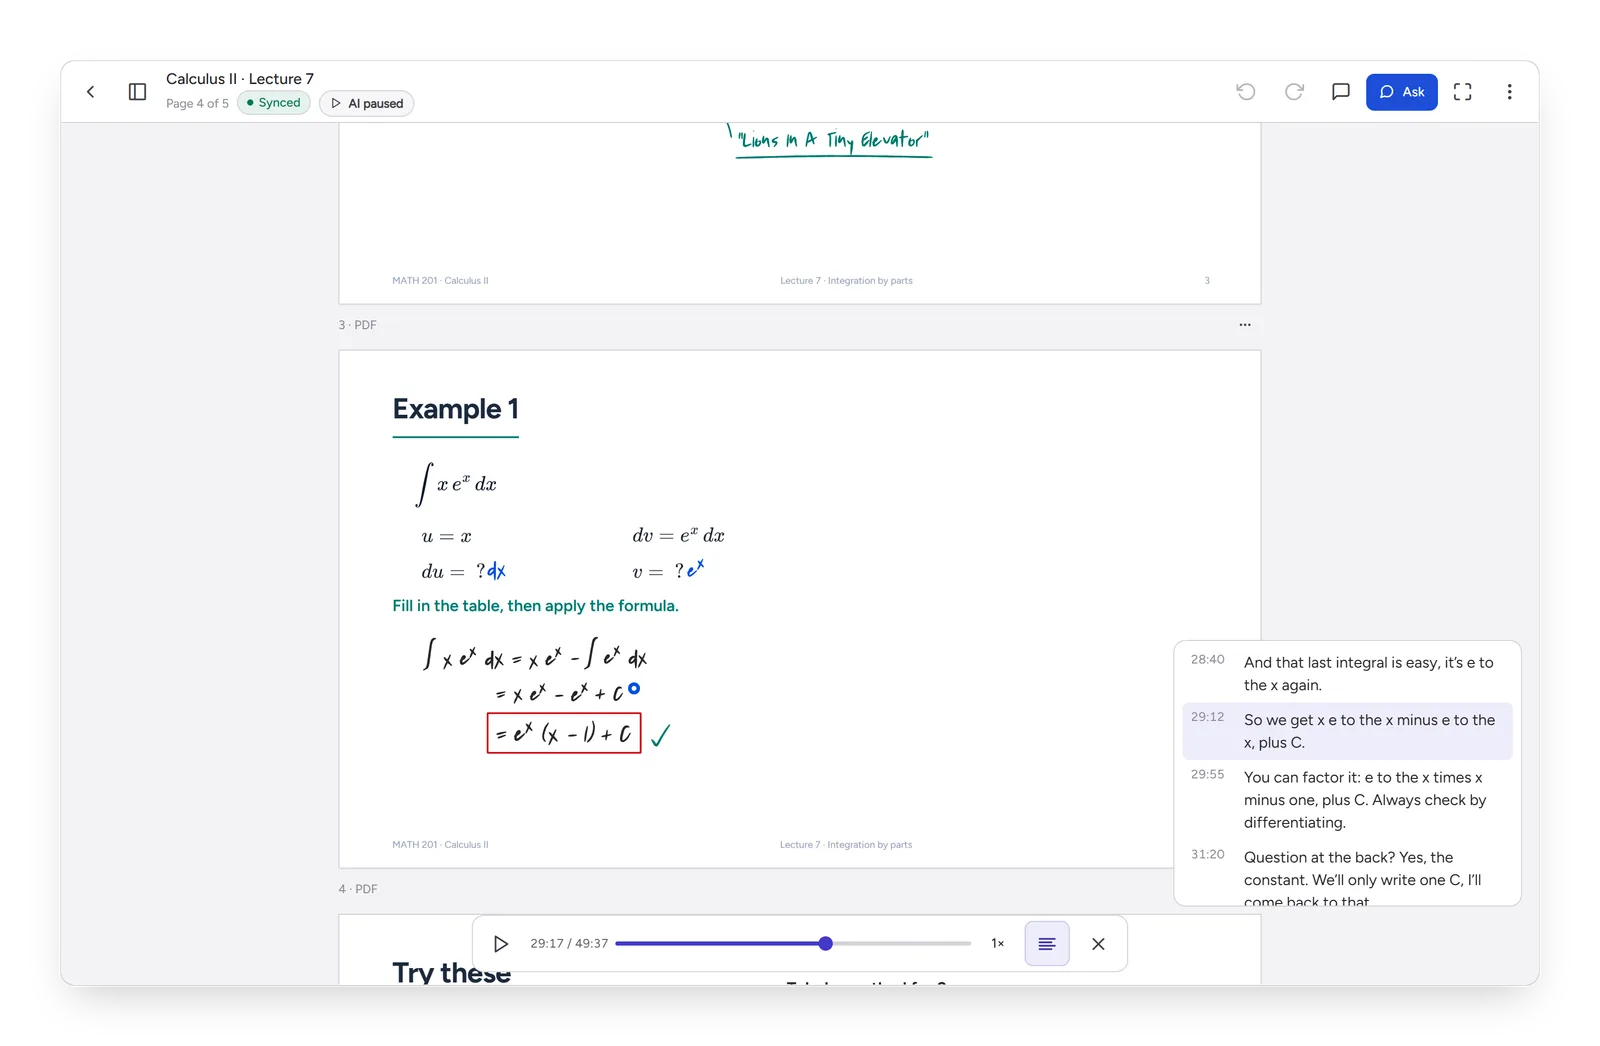 Calculus II · Lecture 7
Page 4 of 5 Synced AI paused
Ask
"Lions In A Tiny Elevator"
MATH 201 · Calculus II Lecture 7 · Integration by parts 3
3 · PDF
Example 1
∫ x e^x dx
u = x dv = e^x dx
du = ?dx v = ?e^x
Fill in the table, then apply the formula.
∫ x e^x dx = x e^x - ∫ e^x dx
= x e^x - e^x + C
= e^x (x - 1) + C ✓
MATH 201 · Calculus II Lecture 7 · Integration by parts
4 · PDF
28:40 And that last integral is easy, it's e to
the x again.
29:12 So we get x e to the x minus e to the
x, plus C.
29:55 You can factor it: e to the x times x
minus one, plus C. Always check by
differentiating.
31:20 Question at the back? Yes, the
constant. We'll only write one C, I'll
come back to that
29:17 / 49:37 1×
Try these